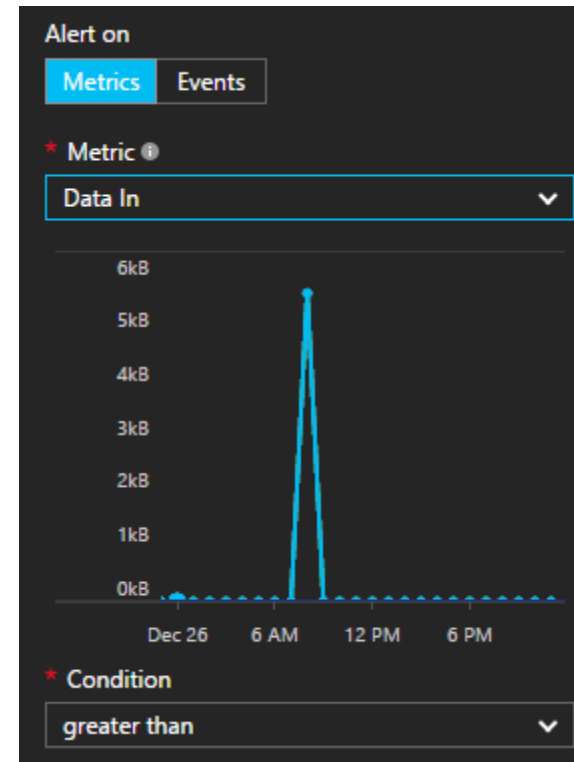 Alert on
Metrics Events
* Metric
Data In
6kB
5kB
4kB
3kB
2kB
1kB
0kB
Dec 26 6 AM 12 PM 6 PM
* Condition
greater than